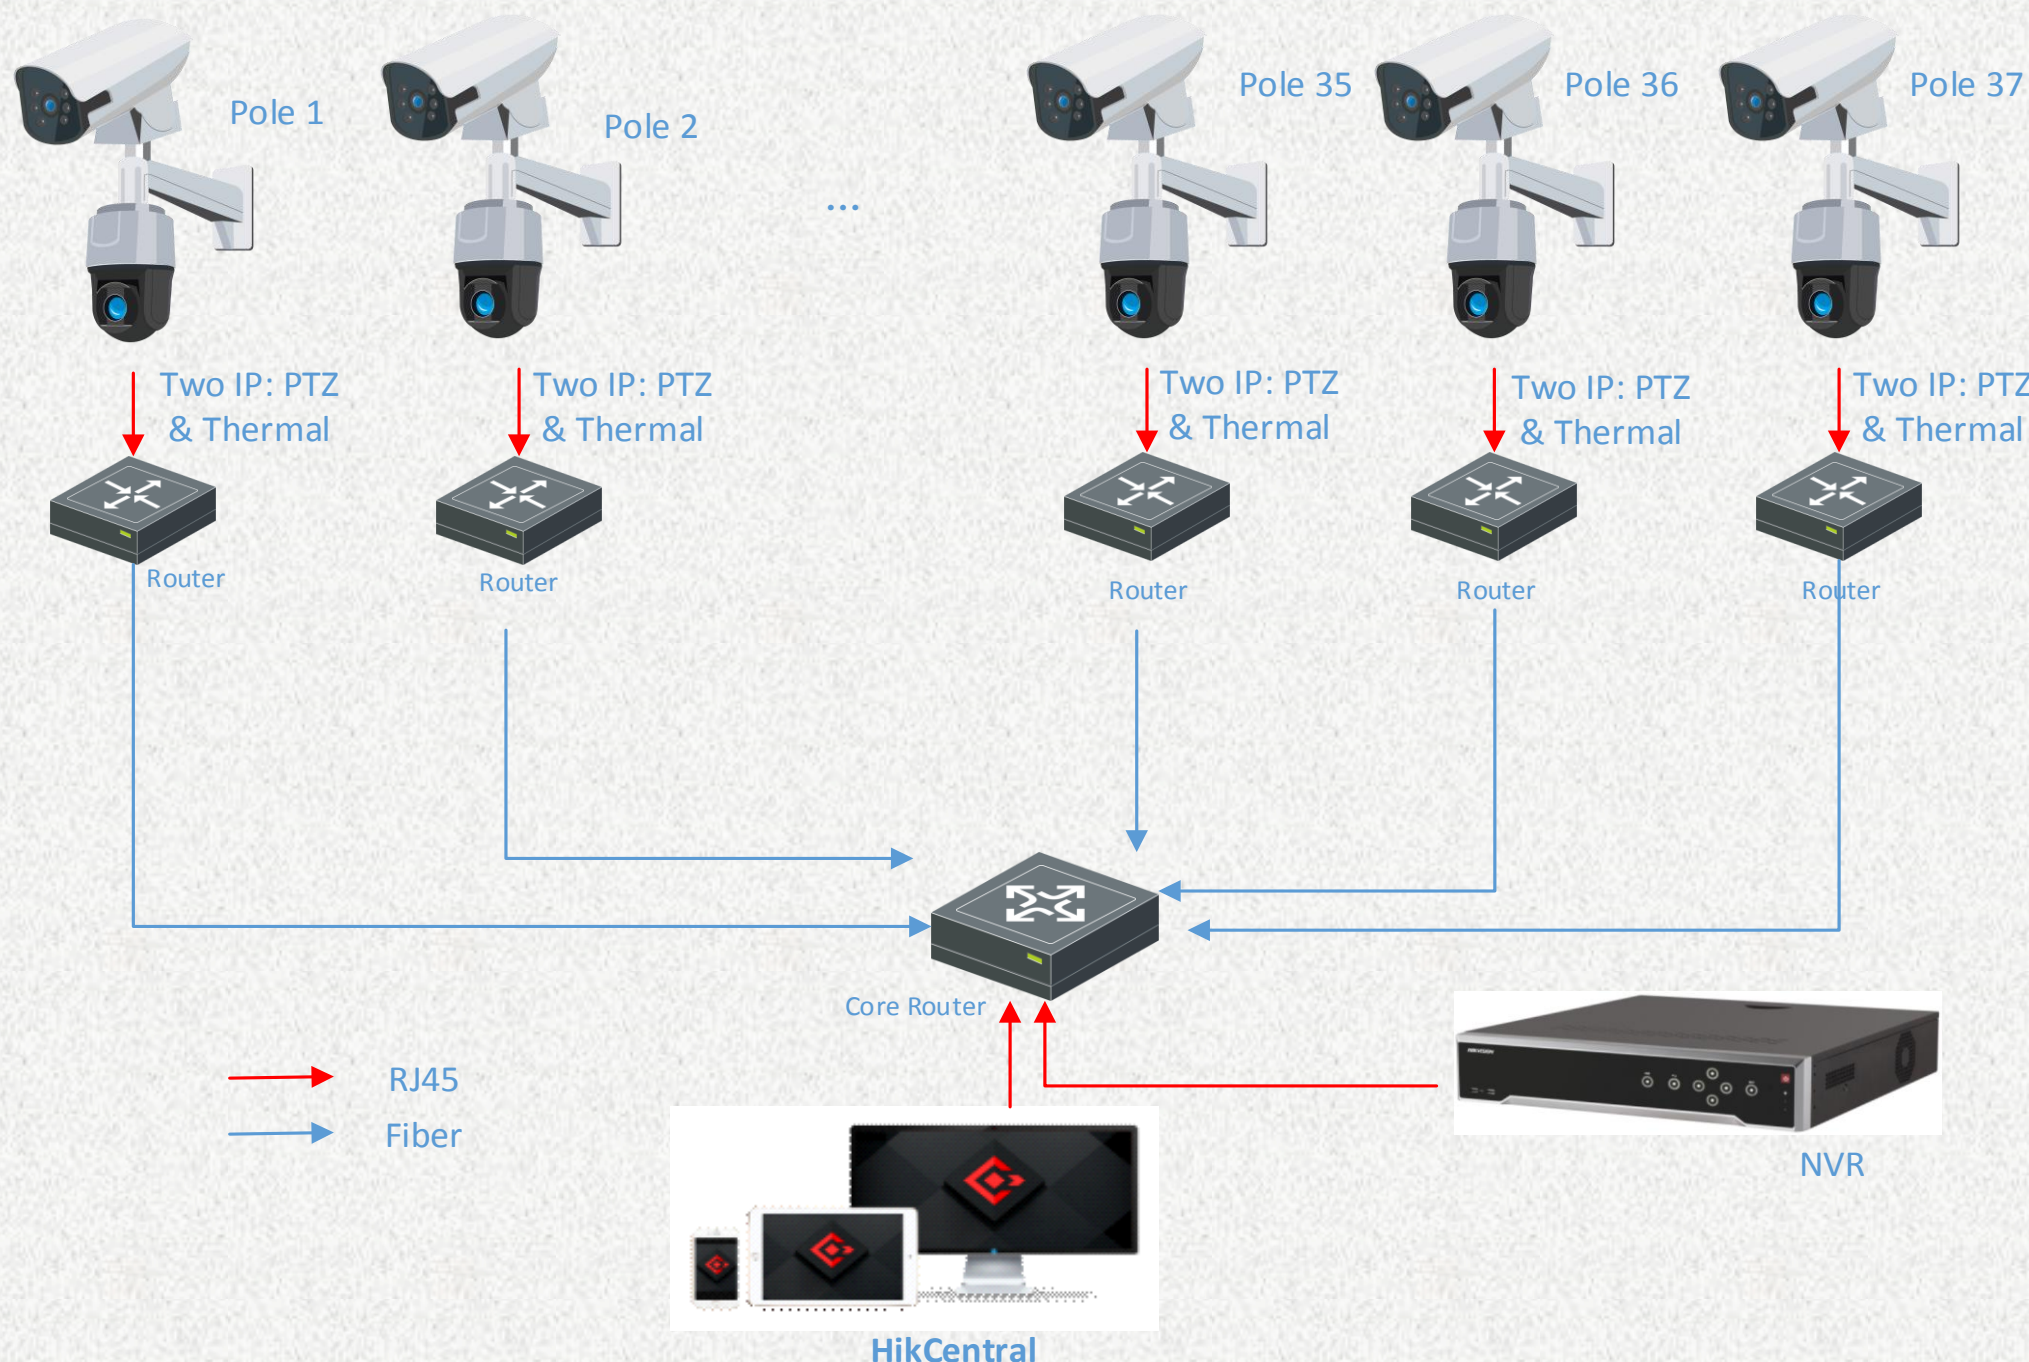 Pole 1
Pole 2
...
Pole 35
Pole 36
Pole 37
Two IP: PTZ
& Thermal
Two IP: PTZ
& Thermal
Two IP: PTZ
& Thermal
Two IP: PTZ
& Thermal
Two IP: PTZ
& Thermal
Router
Router
Router
Router
Router
Core Router
RJ45
Fiber
HIKVISION
NVR
HikCentral